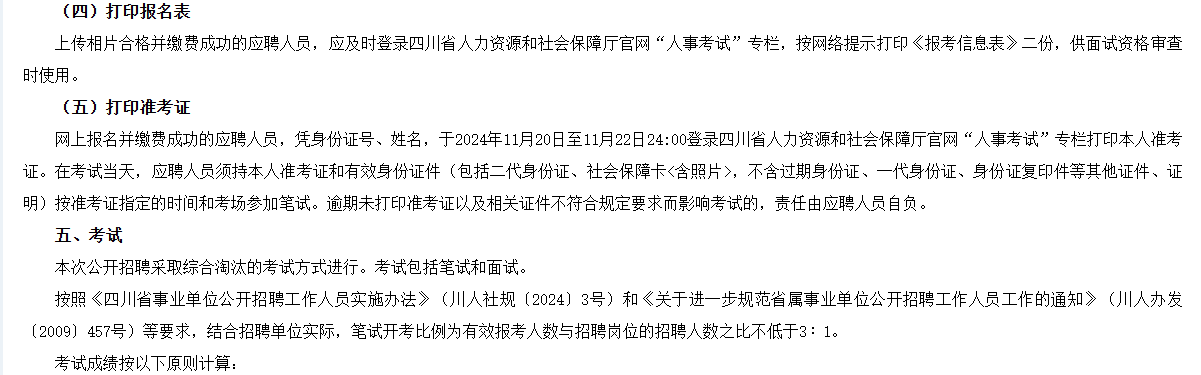 （四）打印报名表
上传相片合格并缴费成功的应聘人员，应及时登录四川省人力资源和社会保障厅官网“人事考试”专栏，按网络提示打印《报考信息表》二份，供面试资格审查
时使用。
（五）打印准考证
网上报名并缴费成功的应聘人员，凭身份证号、姓名，于2024年11月20日至11月22日24:00登录四川省人力资源和社会保障厅官网“人事考试”专栏打印本人准考
证。在考试当天，应聘人员须持本人准考证和有效身份证件（包括二代身份证、社会保障卡<含照片>，不含过期身份证、一代身份证、身份证复印件等其他证件、证
明）按准考证指定的时间和考场参加笔试。逾期未打印准考证以及相关证件不符合规定要求而影响考试的，责任由应聘人员自负。
五、考试
本次公开招聘采取综合淘汰的考试方式进行。考试包括笔试和面试。
按照《四川省事业单位公开招聘工作人员实施办法》（川人社规〔2024〕3号）和《关于进一步规范省属事业单位公开招聘工作人员工作的通知》（川人办发
〔2009〕457号）等要求，结合招聘单位实际，笔试开考比例为有效报考人数与招聘岗位的招聘人数之比不低于3∶1。
考试成绩按以下原则计算：